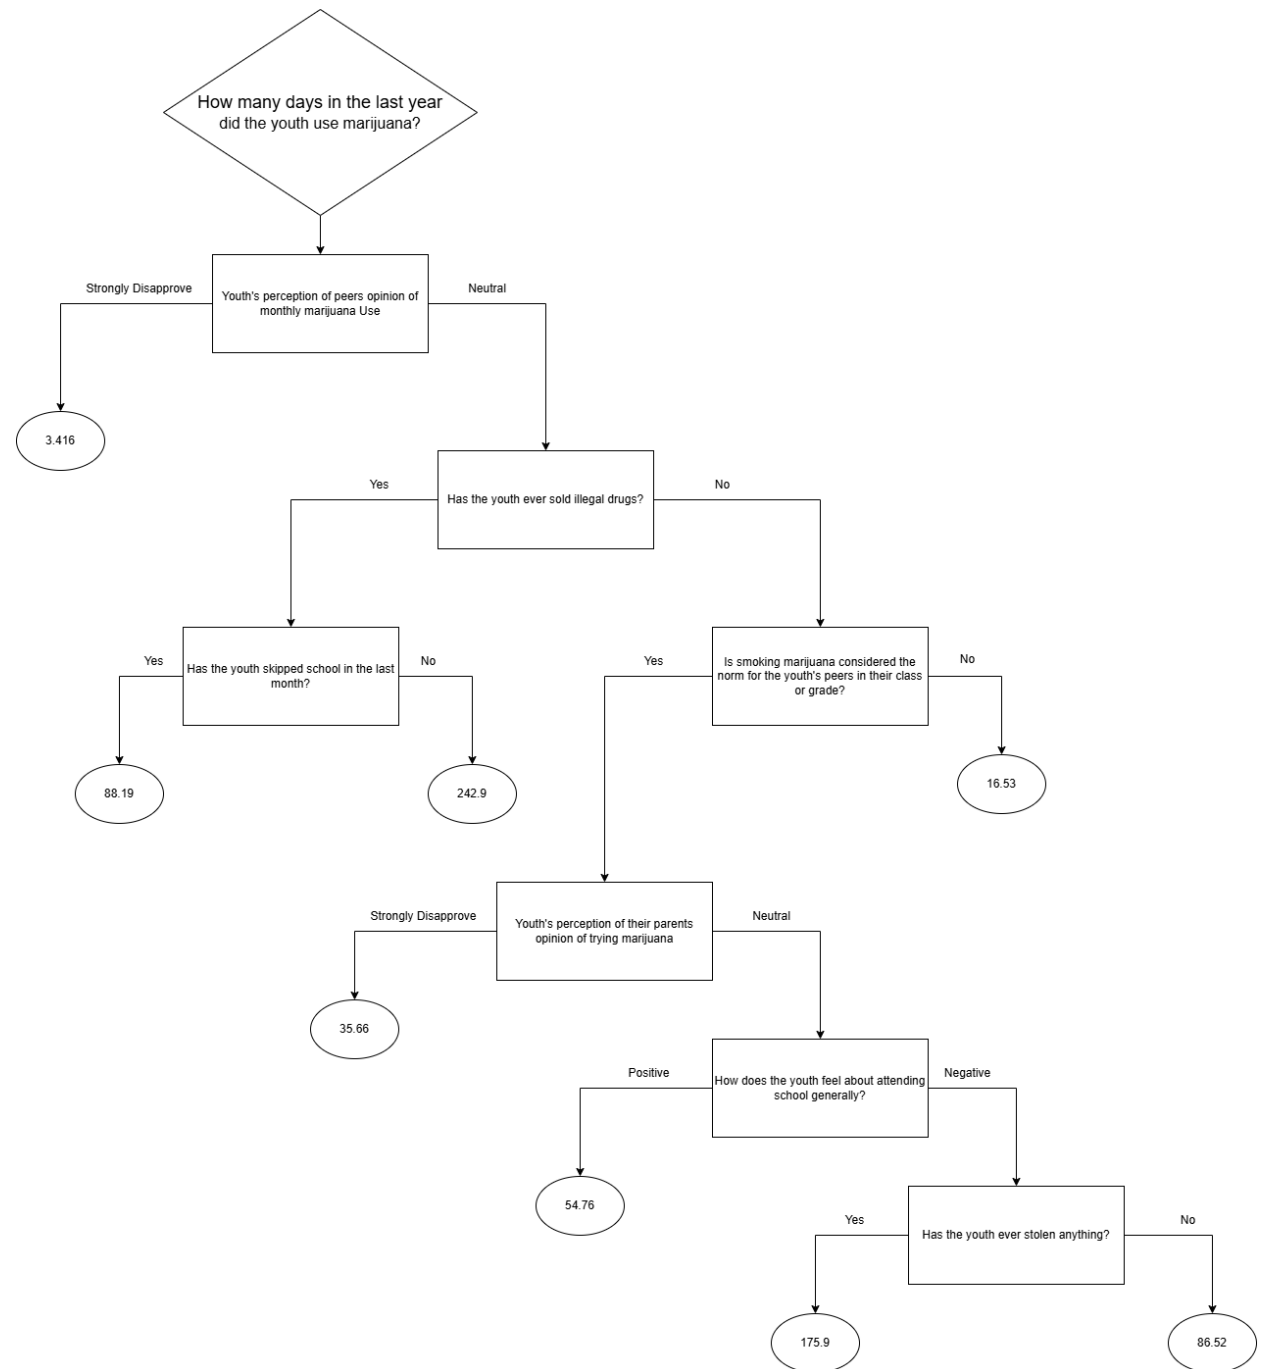 How many days in the last year
did the youth use marijuana?
Strongly Disapprove
Neutral
Youth's perception of peers opinion of
monthly marijuana Use
3.416
Yes
No
Has the youth ever sold illegal drugs?
Yes
No
Has the youth skipped school in the last
month?
Yes
No
Is smoking marijuana considered the
norm for the youth's peers in their class
or grade?
88.19
242.9
16.53
Strongly Disapprove
Neutral
Youth's perception of their parents
opinion of trying marijuana
35.66
Positive
Negative
How does the youth feel about attending
school generally?
54.76
Yes
No
Has the youth ever stolen anything?
175.9
86.52